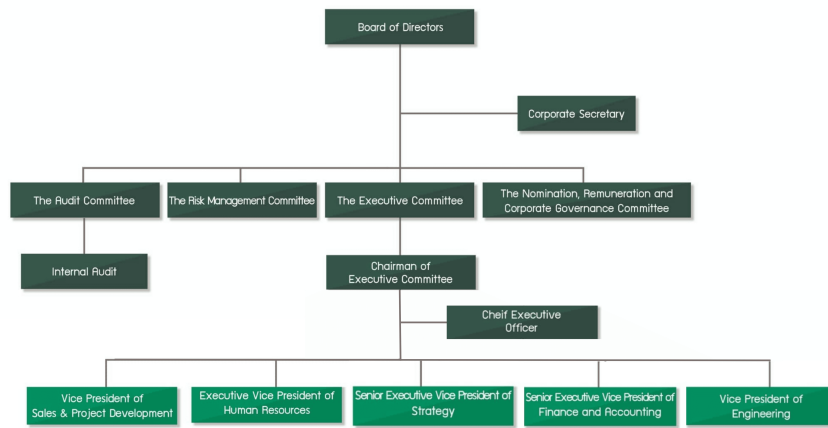 Board of Directors
Corporate Secretary
The Audit Committee
The Risk Management Committee
The Executive Committee
The Nomination, Remuneration and
Corporate Governance Committee
Internal Audit
Chairman of
Executive Committee
Cheif Executive
Officer
Vice President of
Sales & Project Development
Executive Vice President of
Human Resources
Senior Executive Vice President of
Strategy
Senior Executive Vice President of
Finance and Accounting
Vice President of
Engineering